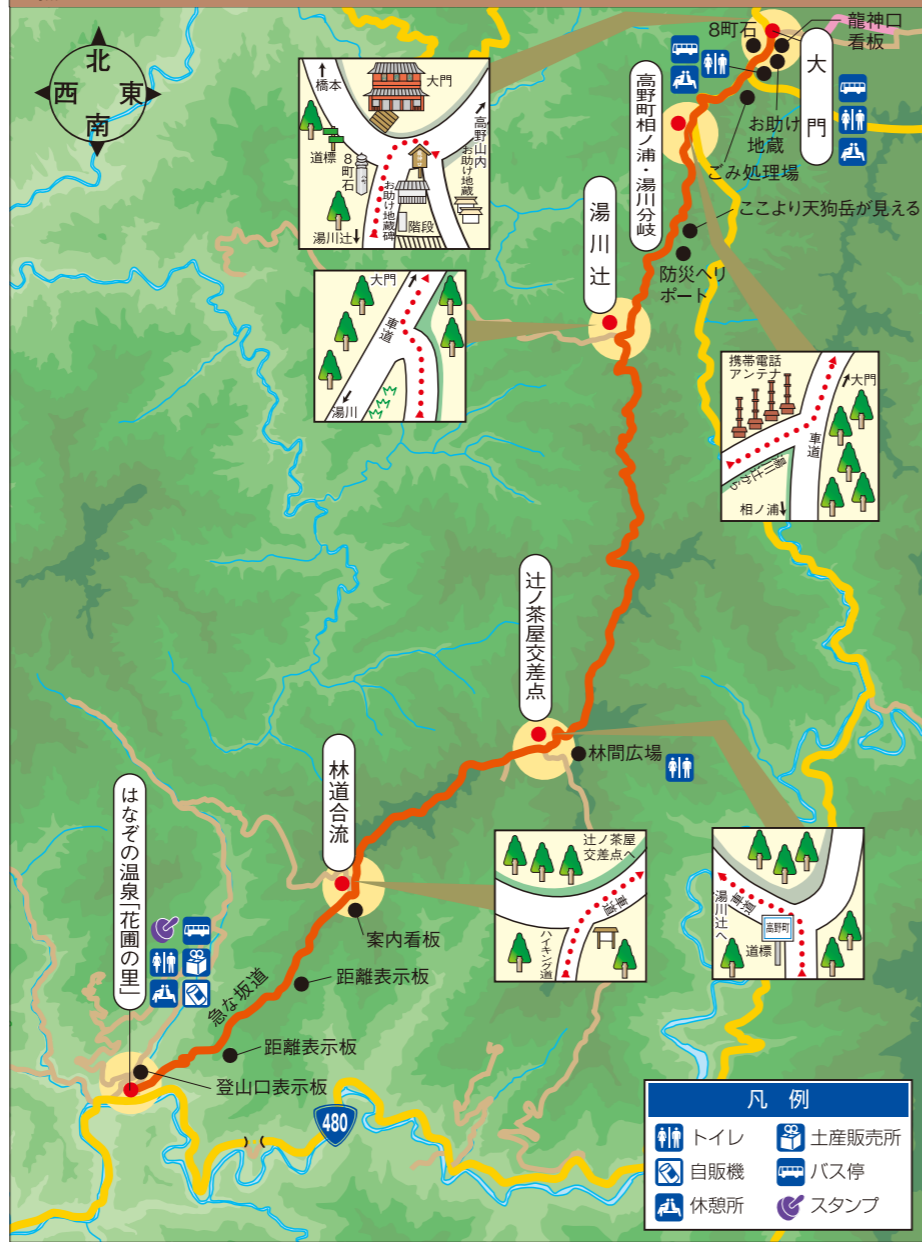 北
西 東
南
橋本
大門
高野山内
道標
8町石
お助け地蔵
お助け地蔵碑
階段
湯川辻
8町石
龍神口
看板
大門
お助け
地蔵
ごみ処理場
高野町相ノ浦・湯川分岐
ここより天狗岳が見える
防災ヘリ
ポート
湯川辻
大門
車道
湯川
携帯電話
アンテナ
大門
車道
湯川辻から
相ノ浦
辻ノ茶屋交差点
林間広場
林道合流
案内看板
距離表示板
急な坂道
距離表示板
登山口表示板
はなぞの温泉「花圃の里」
辻ノ茶屋
交差点へ
車道
ハイキング道
湯川辻へ
車道
高野町
道標
480
凡例
トイレ
土産販売所
自販機
バス停
休憩所
スタンプ